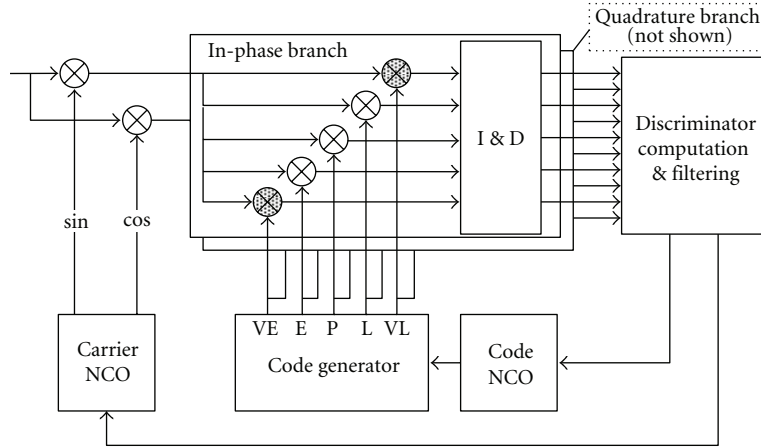 Quadrature branch
(not shown)
In-phase branch
I & D
Discriminator
computation
& filtering
sin
cos
VE E P L VL
Carrier
NCO
Code generator
Code
NCO